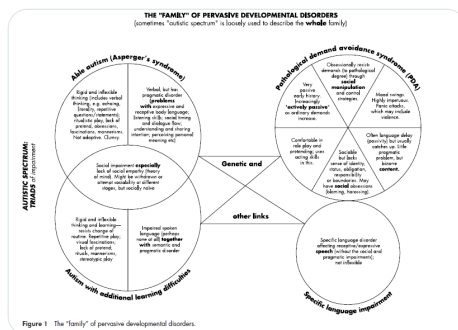 THE "FAMILY" OF PERVASIVE DEVELOPMENTAL DISORDERS
(sometimes "autistic spectrum" is loosely used to describe the whole family)
Able autism (Asperger's syndrome)
Rigid and inflexible
thinking (includes verbal
thinking, e.g. echoing,
literality, repetitive
questions/statements);
ritualistic play, lack of
pretend, obsessions,
fascinations, mannerisms.
Not adaptive. Clumsy.
Verbal, but has
pragmatic disorder
(problems
with expressive and
receptive body language;
listening skills; social timing
and dialogue flow;
understanding and sharing
intention; perceiving personal
meaning etc)
Social impairment especially
lack of social empathy (theory
of mind). Might be withdrawn or
attempt sociability at different
stages, but socially naive
Rigid and inflexible
thinking and learning—
resists change of
routine. Repetitive play;
visual fascinations;
lack of pretend;
rituals, mannerisms,
stereotypic play
Impaired spoken
language (perhaps
none at all) together
with semantic and
pragmatic disorder
Autism with additional learning difficulties
AUTISTIC SPECTRUM:
TRIADS of impairment
Genetic and
other links
Pathological demand avoidance syndrome (PDA)
Obsessionally resists
demands (to pathological
degree) through
social
manipulation
and control
strategies.
Very
passive
early history.
Increasingly
'actively passive'
as ordinary demands
increase.
Mood swings.
Highly impetuous.
Panic attacks,
which may
include violence.
Comfortable in
role play and
pretending; uses
acting skills
in this.
Sociable
but lacks
sense of identity,
status, obligation,
responsibility
or boundaries. May
have social obsessions
(blaming, harassing).
Often language delay
(passivity) but usually
catches up. Little
pragmatic
problem, but
bizarre
content.
Specific language disorder
affecting receptive/expressive
speech (without the social and
pragmatic impairments);
not inflexible
Specific language impairment
Figure 1 The "family" of pervasive developmental disorders.